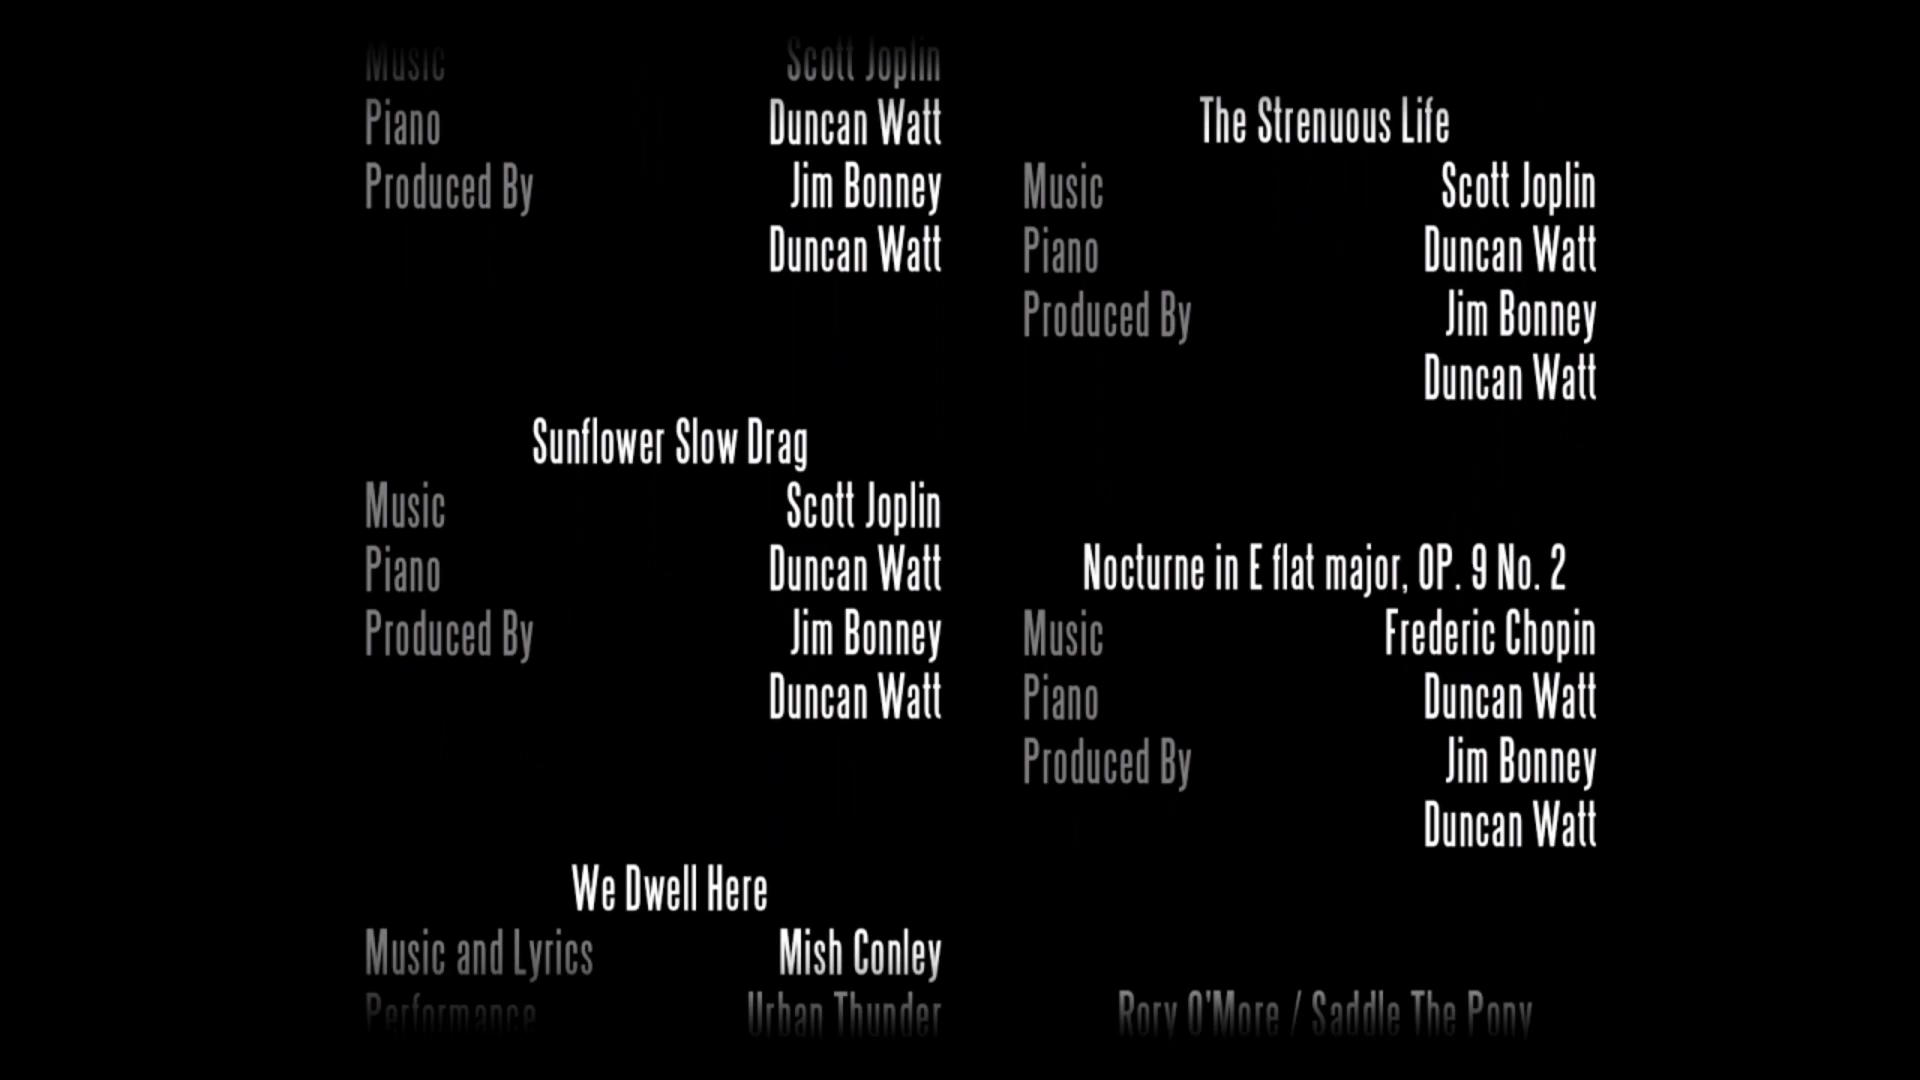 Music Scott Joplin
Piano Duncan Watt
Produced By Jim Bonney
Duncan Watt
Sunflower Slow Drag
Music Scott Joplin
Piano Duncan Watt
Produced By Jim Bonney
Duncan Watt
We Dwell Here
Music and Lyrics Mish Conley
Performance Urban Thunder
The Strenuous Life
Music Scott Joplin
Piano Duncan Watt
Produced By Jim Bonney
Duncan Watt
Nocturne in E flat major, OP. 9 No. 2
Music Frederic Chopin
Piano Duncan Watt
Produced By Jim Bonney
Duncan Watt
Rory O'More / Saddle The Pony